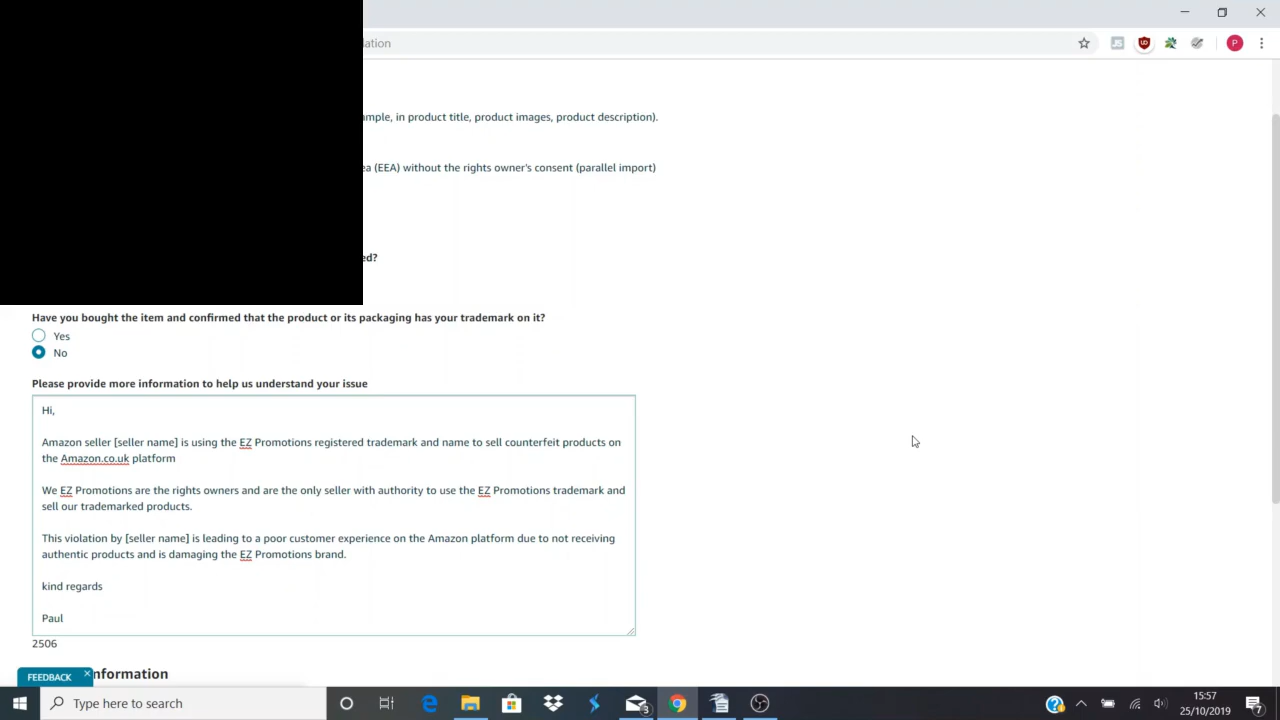 lation
mple, in product title, product images, product description).
ea (EEA) without the rights owner's consent (parallel import)
ed?
Have you bought the item and confirmed that the product or its packaging has your trademark on it?
Yes
No
Please provide more information to help us understand your issue
Hi,
Amazon seller [seller name] is using the EZ Promotions registered trademark and name to sell counterfeit products on
the Amazon.co.uk platform
We EZ Promotions are the rights owners and are the only seller with authority to use the EZ Promotions trademark and
sell our trademarked products.
This violation by [seller name] is leading to a poor customer experience on the Amazon platform due to not receiving
authentic products and is damaging the EZ Promotions brand.
kind regards
Paul
2506
nformation
FEEDBACK
Type here to search
3
15:57
25/10/2019
7
JS
UD
P